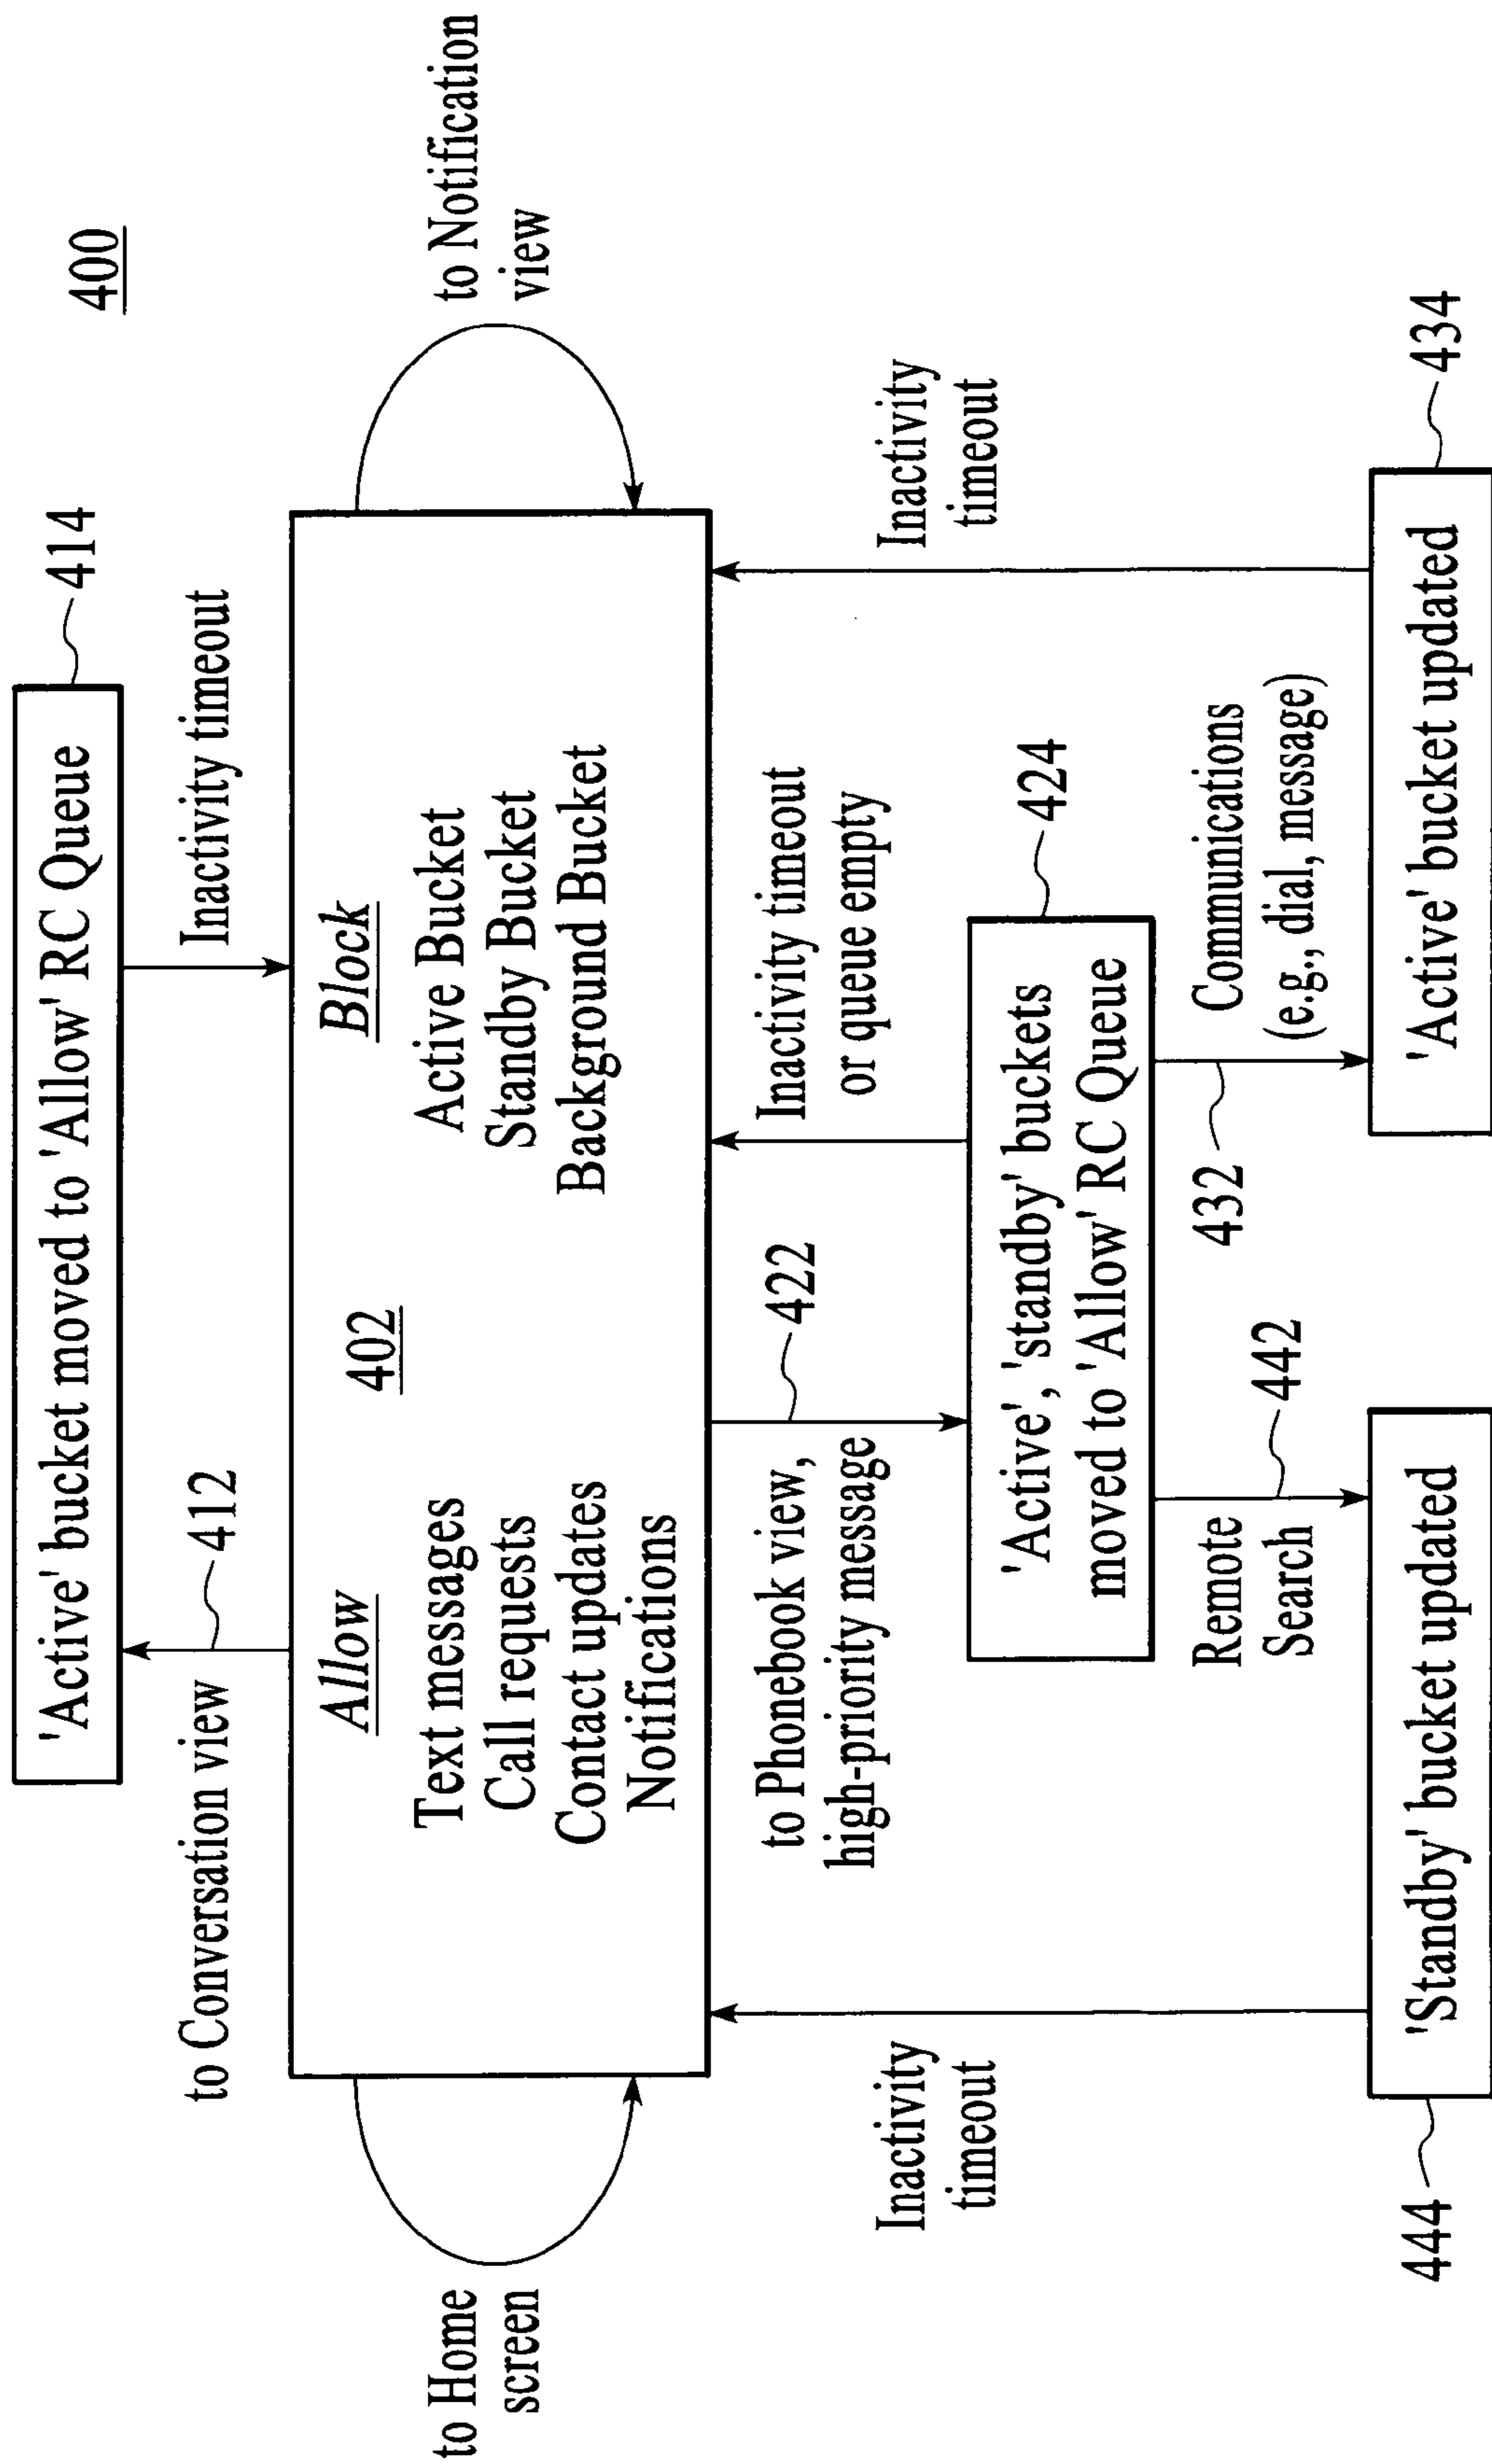 400
'Active' bucket moved to 'Allow' RC Queue
414
to Conversation view
412
Inactivity timeout
to Home
screen
Allow
402
Block
Text messages
Call requests
Contact updates
Notifications
Active Bucket
Standby Bucket
Background Bucket
to Notification
view
to Phonebook view,
high-priority message
422
Inactivity timeout
or queue empty
Inactivity
timeout
Inactivity
timeout
'Active', 'standby' buckets
moved to 'Allow' RC Queue
424
Remote
Search
442
432
Communications
(e.g., dial, message)
444
'Standby' bucket updated
'Active' bucket updated
434